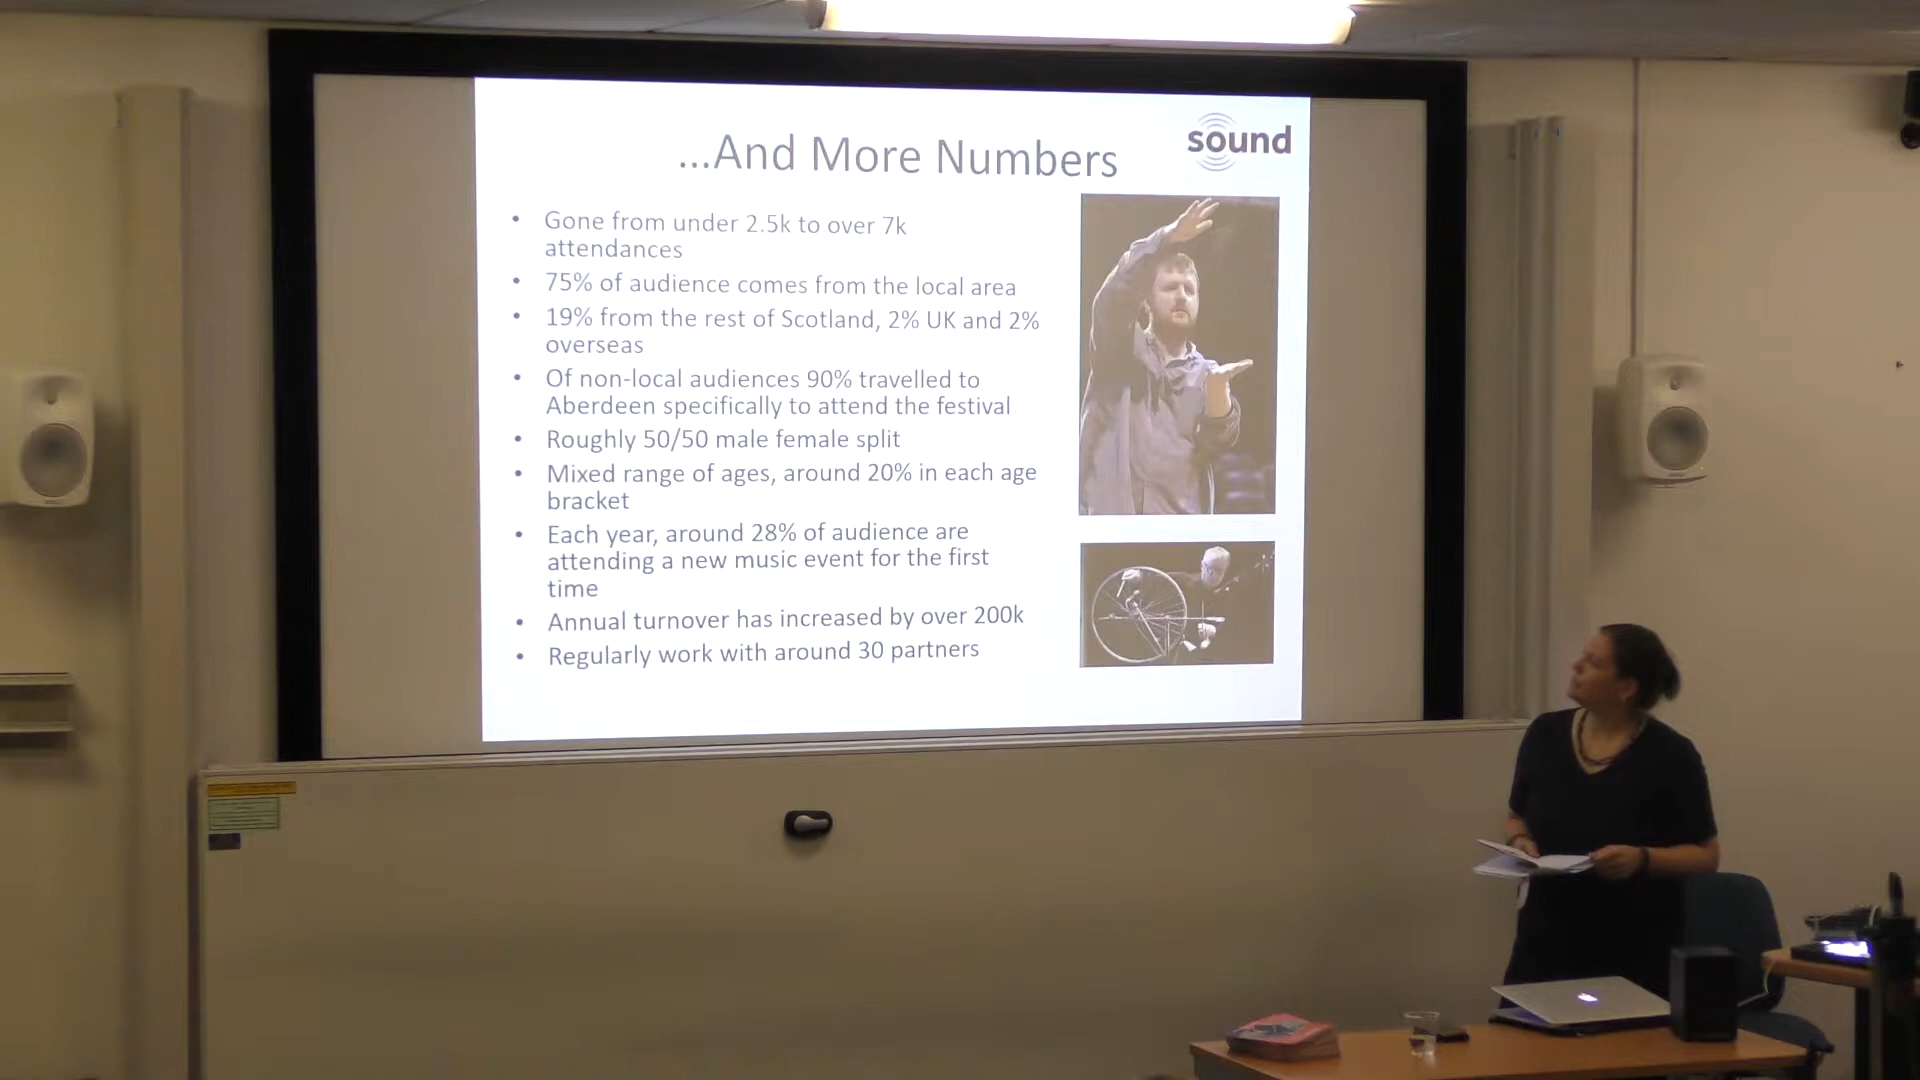 sound
...And More Numbers
• Gone from under 2.5k to over 7k
attendances
• 75% of audience comes from the local area
• 19% from the rest of Scotland, 2% UK and 2%
overseas
• Of non-local audiences 90% travelled to
Aberdeen specifically to attend the festival
• Roughly 50/50 male female split
• Mixed range of ages, around 20% in each age
bracket
• Each year, around 28% of audience are
attending a new music event for the first
time
• Annual turnover has increased by over 200k
• Regularly work with around 30 partners